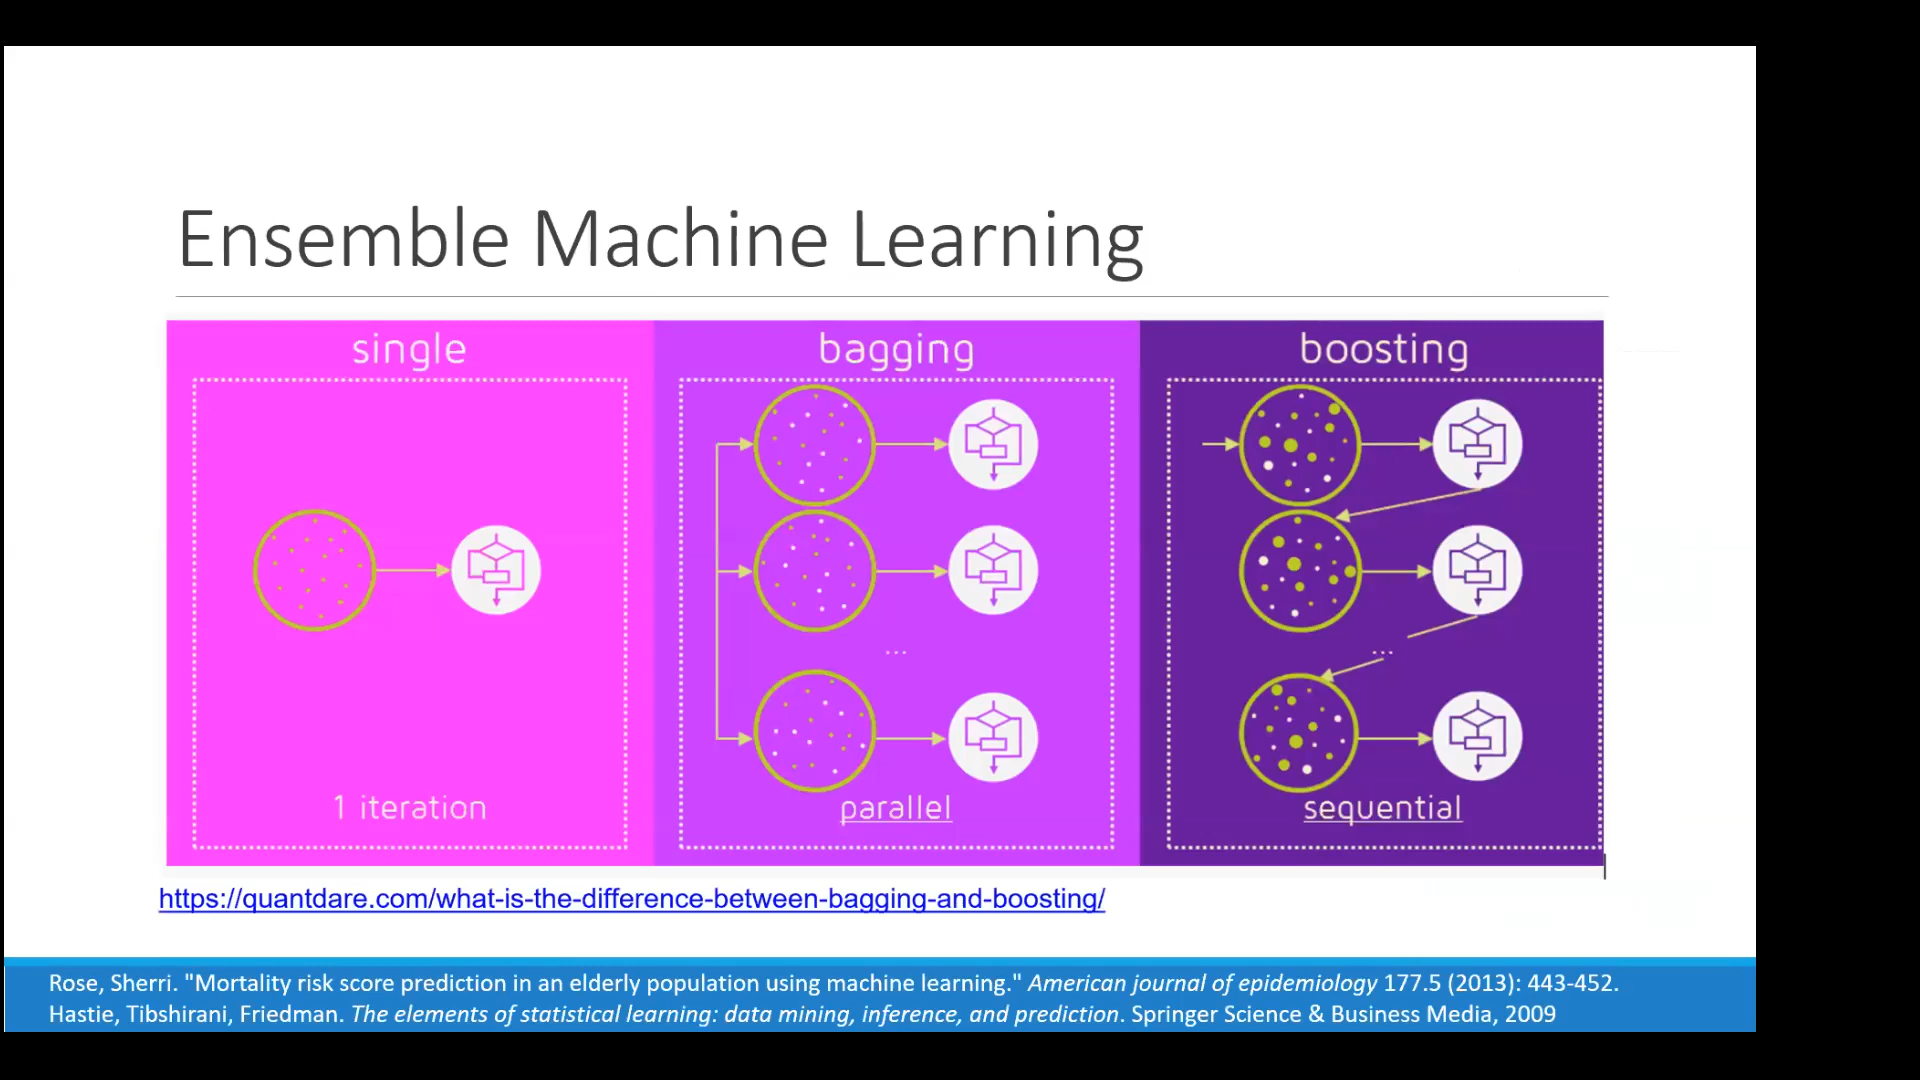 Ensemble Machine Learning
single
bagging
boosting
...
...
1 iteration
parallel
sequential
https://quantdare.com/what-is-the-difference-between-bagging-and-boosting/
Rose, Sherri. "Mortality risk score prediction in an elderly population using machine learning." American journal of epidemiology 177.5 (2013): 443-452.
Hastie, Tibshirani, Friedman. The elements of statistical learning: data mining, inference, and prediction. Springer Science & Business Media, 2009